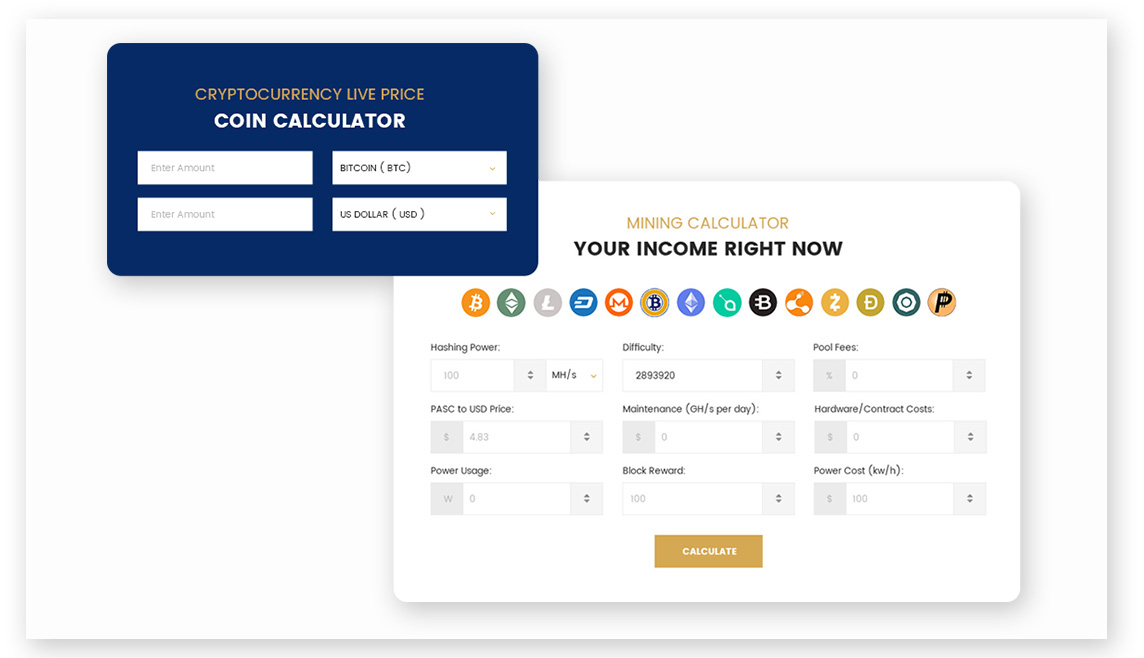 CRYPTOCURRENCY LIVE PRICE
COIN CALCULATOR
Enter Amount
BITCOIN ( BTC)
Enter Amount
US DOLLAR ( USD )
MINING CALCULATOR
YOUR INCOME RIGHT NOW
Hashing Power:
Difficulty:
Pool Fees:
100
MH/s
2893920
%
0
PASC to USD Price:
Maintenance (GH/s per day):
Hardware/Contract Costs:
$
4.83
$
0
$
0
Power Usage:
Block Reward:
Power Cost (kw/h):
W
0
100
$
100
CALCULATE